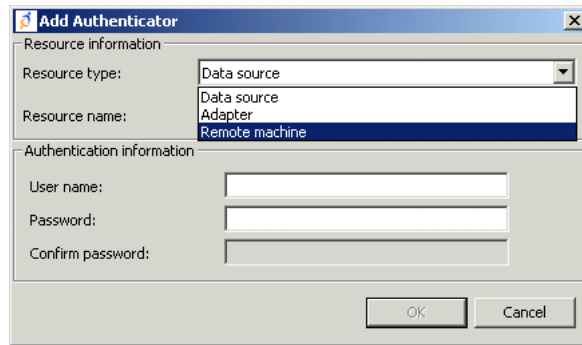 Add Authenticator
Resource information
Resource type:
Data source
Data source
Adapter
Resource name:
Remote machine
Authentication information
User name:
Password:
Confirm password:
OK
Cancel